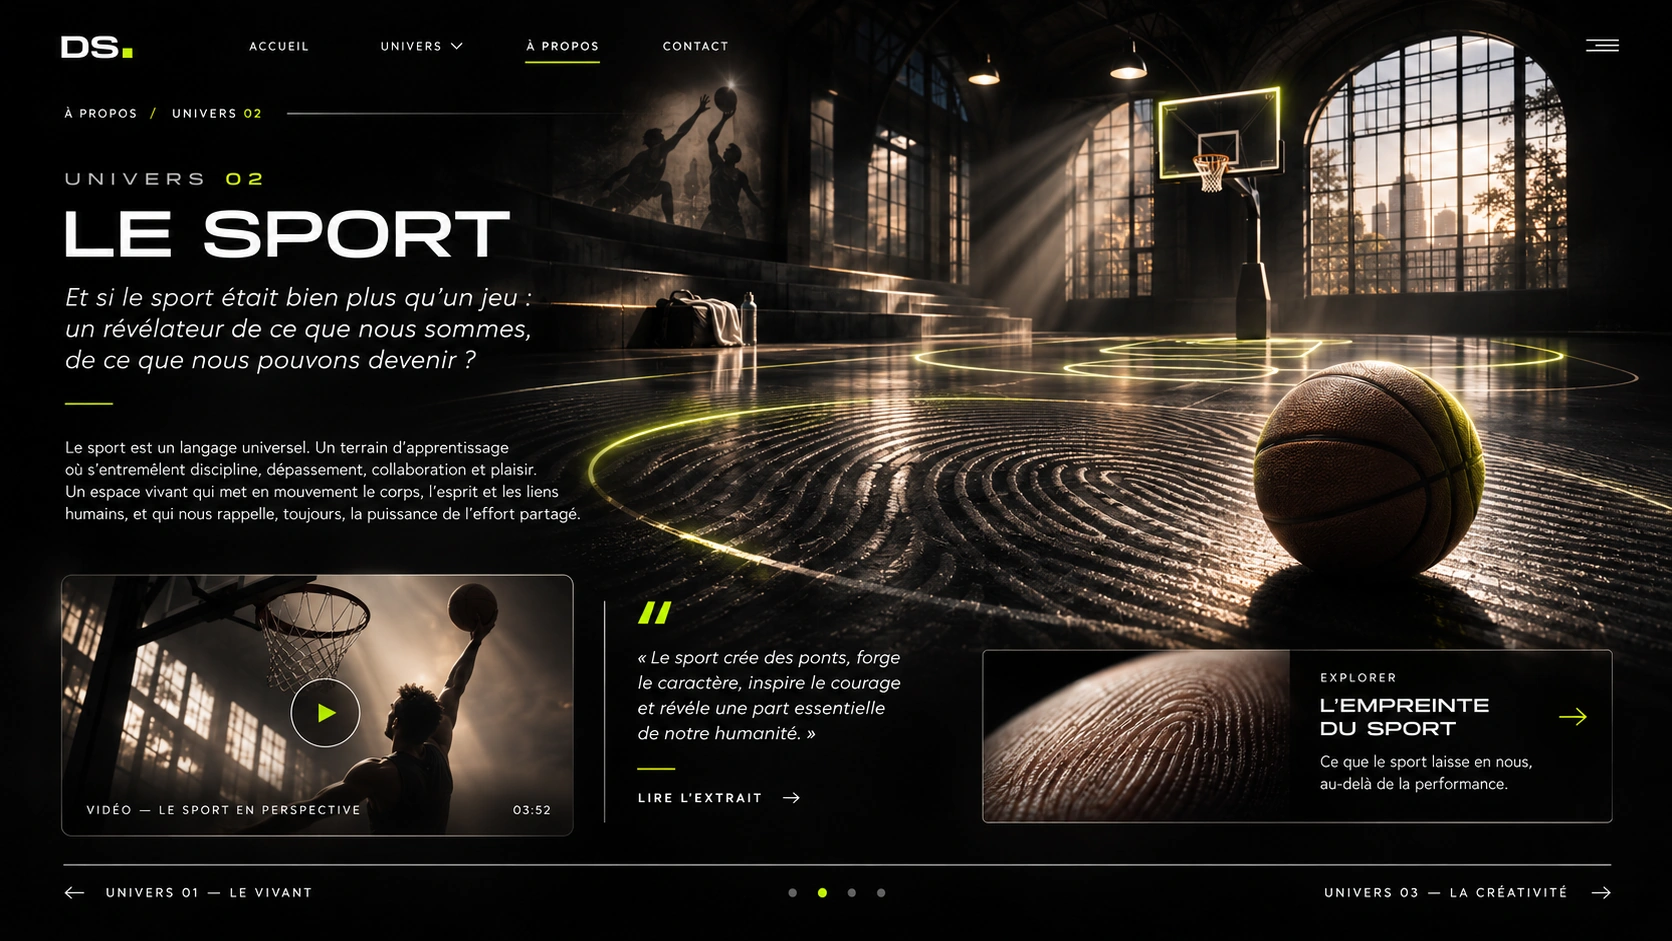 DS.
ACCUEIL
UNIVERS
À PROPOS
CONTACT
À PROPOS / UNIVERS 02
UNIVERS 02
LE SPORT
Et si le sport était bien plus qu’un jeu :
un révélateur de ce que nous sommes,
de ce que nous pouvons devenir ?
Le sport est un langage universel. Un terrain d’apprentissage
où s’entremêlent discipline, dépassement, collaboration et plaisir.
Un espace vivant qui met en mouvement le corps, l’esprit et les liens
humains, et qui nous rappelle, toujours, la puissance de l’effort partagé.
VIDÉO — LE SPORT EN PERSPECTIVE
03:52
« Le sport crée des ponts, forge
le caractère, inspire le courage
et révéle une part essentielle
de notre humanité. »
LIRE L’EXTRAIT
EXPLORER
L’EMPREINTE
DU SPORT
Ce que le sport laisse en nous,
au-delà de la performance.
UNIVERS 01 — LE VIVANT
UNIVERS 03 — LA CRÉATIVITÉ